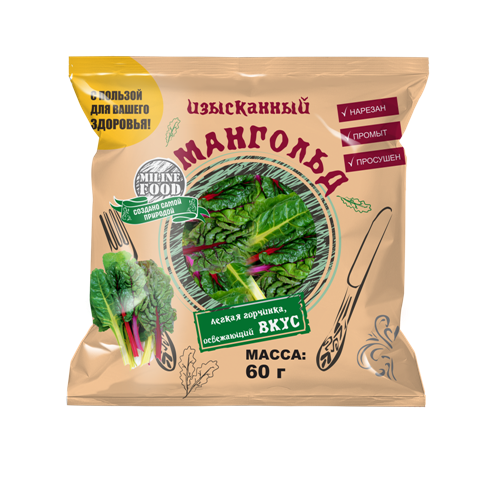 С ПОЛЬЗОЙ
ДЛЯ ВАШЕГО
ЗДОРОВЬЯ!
ИЗЫСКАННЫЙ
МАНГОЛЬД
НАРЕЗАН
ПРОМЫТ
ПРОСУШЕН
MILINE
FOOD
СОЗДАНО САМОЙ
ПРИРОДОЙ
легкая горчинка,
освежающий ВКУС
МАССА:
60 г